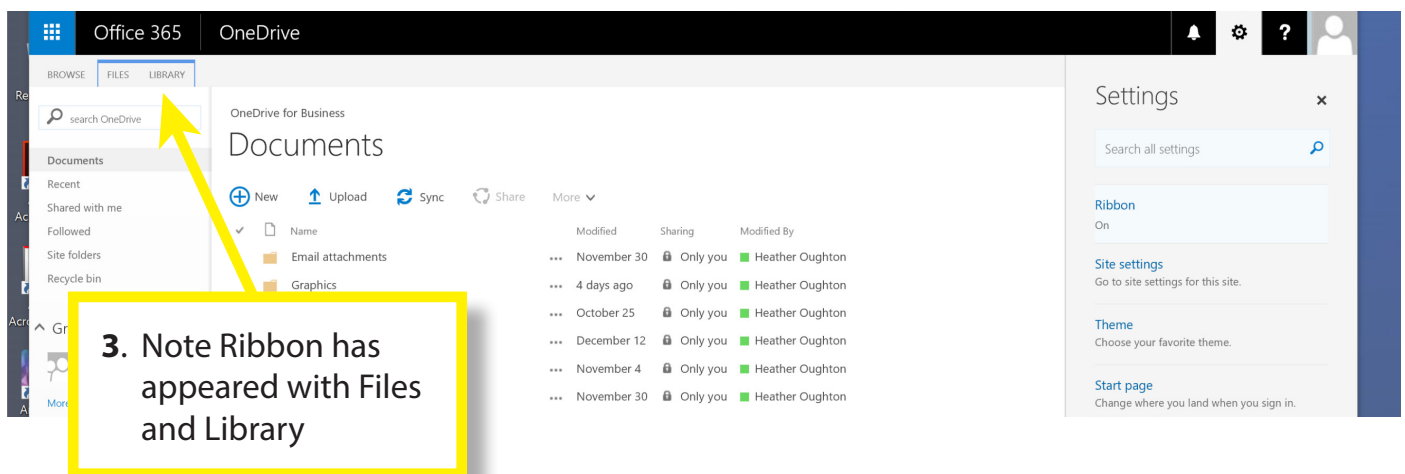 Office 365 OneDrive ?
BROWSE FILES LIBRARY
search OneDrive
Documents
Recent
Shared with me
Followed
Site folders
Recycle bin
Gr
More
OneDrive for Business
Documents
New Upload Sync Share More
Name Modified Sharing Modified By
Email attachments ... November 30 Only you Heather Oughton
Graphics ... 4 days ago Only you Heather Oughton
... October 25 Only you Heather Oughton
... December 12 Only you Heather Oughton
... November 4 Only you Heather Oughton
... November 30 Only you Heather Oughton
3. Note Ribbon has
appeared with Files
and Library
Settings
Search all settings
Ribbon
On
Site settings
Go to site settings for this site.
Theme
Choose your favorite theme.
Start page
Change where you land when you sign in.
Re
Ac
Acro
A